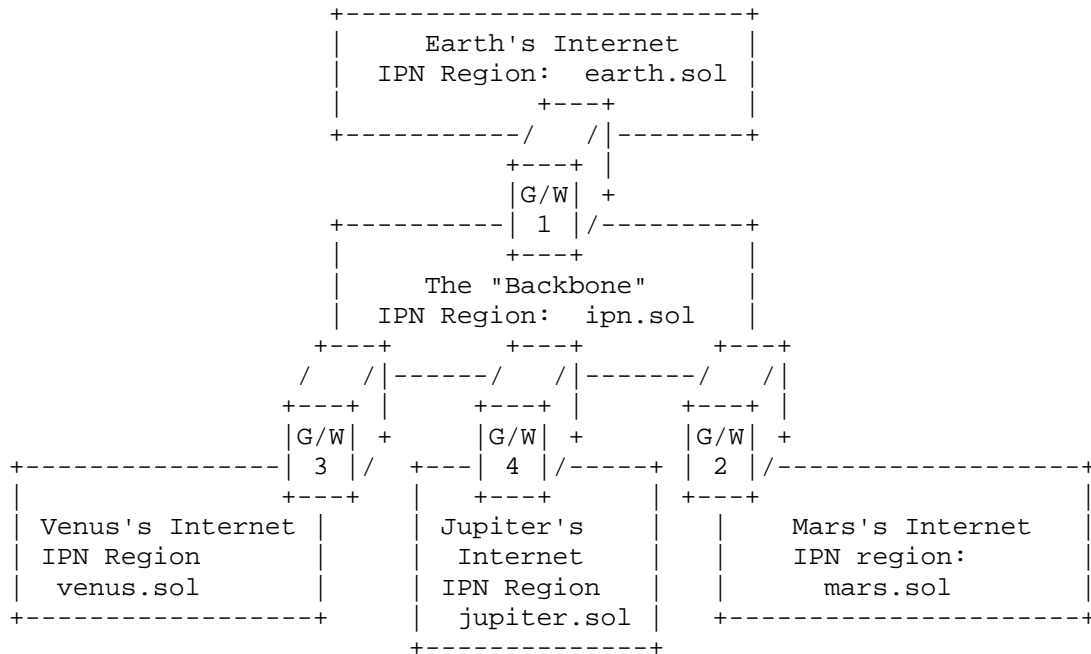 Earth's Internet
IPN Region: earth.sol
G/W
1
The "Backbone"
IPN Region: ipn.sol
G/W G/W G/W
3 4 2
Venus's Internet
IPN Region
venus.sol
Jupiter's
Internet
IPN Region
jupiter.sol
Mars's Internet
IPN region:
mars.sol